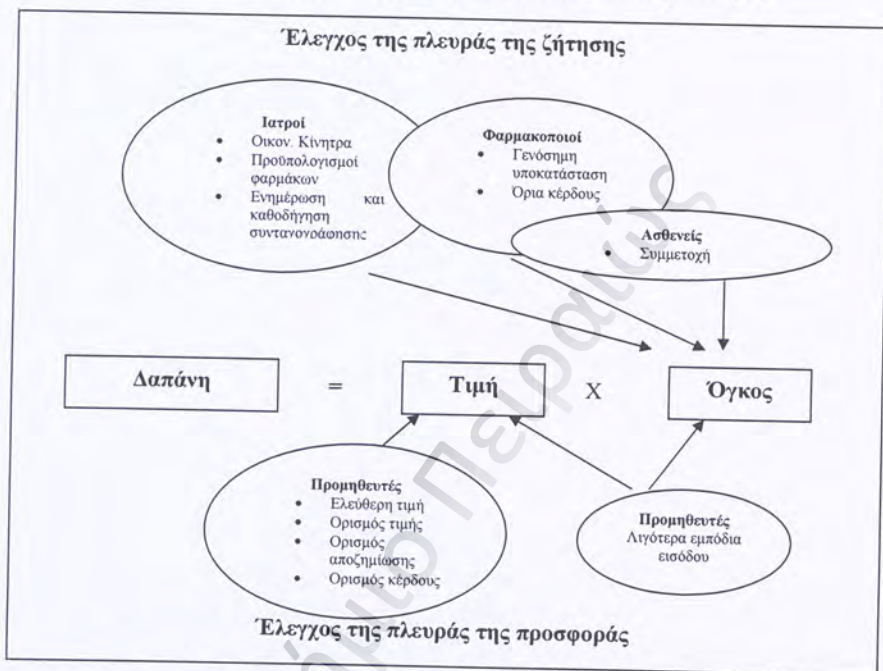 Έλεγχος της πλευράς της ζήτησης
Ιατροί
• Οικον. Κίνητρα
• Προϋπολογισμοί
φαρμάκων
• Ενημέρωση και
καθοδήγηση
συνταγογράφησης
Φαρμακοποιοί
• Γενόσημη
υποκατάσταση
• Όρια κέρδους
Ασθενείς
• Συμμετοχή
Δαπάνη = Τιμή X Όγκος
Προμηθευτές
• Ελεύθερη τιμή
• Ορισμός τιμής
• Ορισμός
αποζημίωσης
• Ορισμός κέρδους
Προμηθευτές
Λιγότερα εμπόδια
εισόδου
Έλεγχος της πλευράς της προσφοράς
Πειραιώς